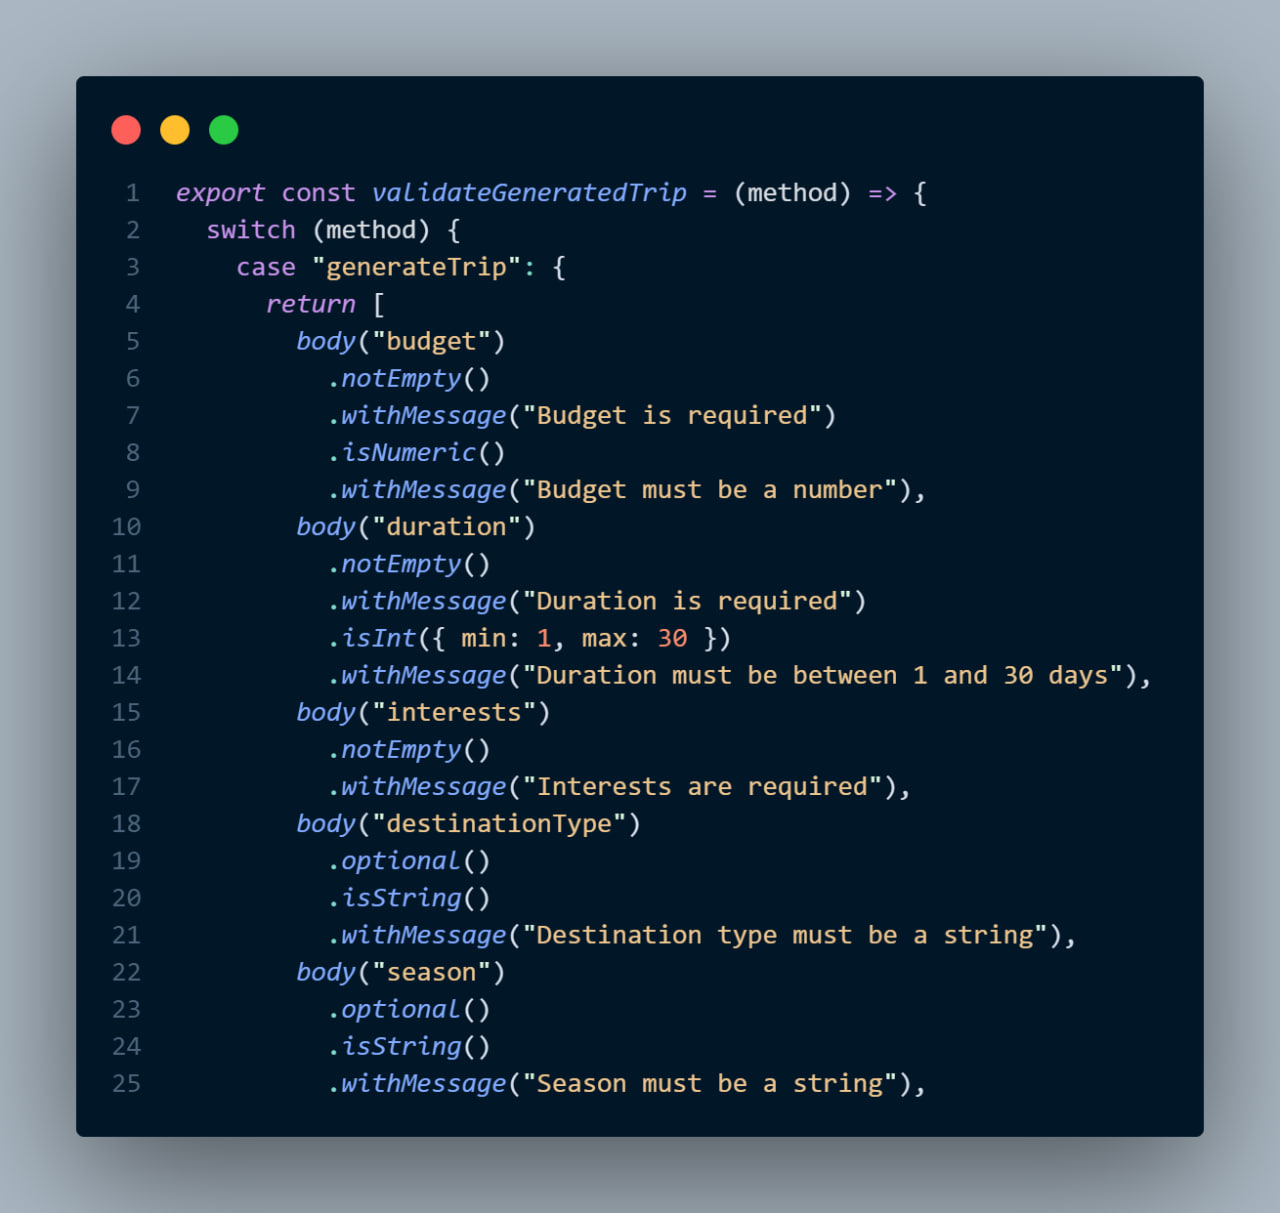 1 export const validateGeneratedTrip = (method) => {
2 switch (method) {
3 case "generateTrip": {
4 return [
5 body("budget")
6 .notEmpty()
7 .withMessage("Budget is required")
8 .isNumeric()
9 .withMessage("Budget must be a number"),
10 body("duration")
11 .notEmpty()
12 .withMessage("Duration is required")
13 .isInt({ min: 1, max: 30 })
14 .withMessage("Duration must be between 1 and 30 days"),
15 body("interests")
16 .notEmpty()
17 .withMessage("Interests are required"),
18 body("destinationType")
19 .optional()
20 .isString()
21 .withMessage("Destination type must be a string"),
22 body("season")
23 .optional()
24 .isString()
25 .withMessage("Season must be a string"),